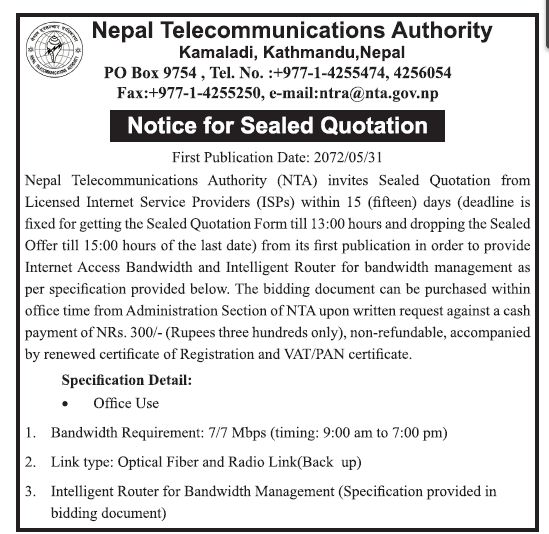 Nepal Telecommunications Authority
Kamaladi, Kathmandu,Nepal
PO Box 9754 , Tel. No. :+977-1-4255474, 4256054
Fax:+977-1-4255250, e-mail:ntra@nta.gov.np
Notice for Sealed Quotation
First Publication Date: 2072/05/31
Nepal Telecommunications Authority (NTA) invites Sealed Quotation from
Licensed Internet Service Providers (ISPs) within 15 (fifteen) days (deadline is
fixed for getting the Sealed Quotation Form till 13:00 hours and dropping the Sealed
Offer till 15:00 hours of the last date) from its first publication in order to provide
Internet Access Bandwidth and Intelligent Router for bandwidth management as
per specification provided below. The bidding document can be purchased within
office time from Administration Section of NTA upon written request against a cash
payment of NRs. 300/- (Rupees three hundreds only), non-refundable, accompanied
by renewed certificate of Registration and VAT/PAN certificate.
Specification Detail:
• Office Use
1. Bandwidth Requirement: 7/7 Mbps (timing: 9:00 am to 7:00 pm)
2. Link type: Optical Fiber and Radio Link(Back up)
3. Intelligent Router for Bandwidth Management (Specification provided in
bidding document)